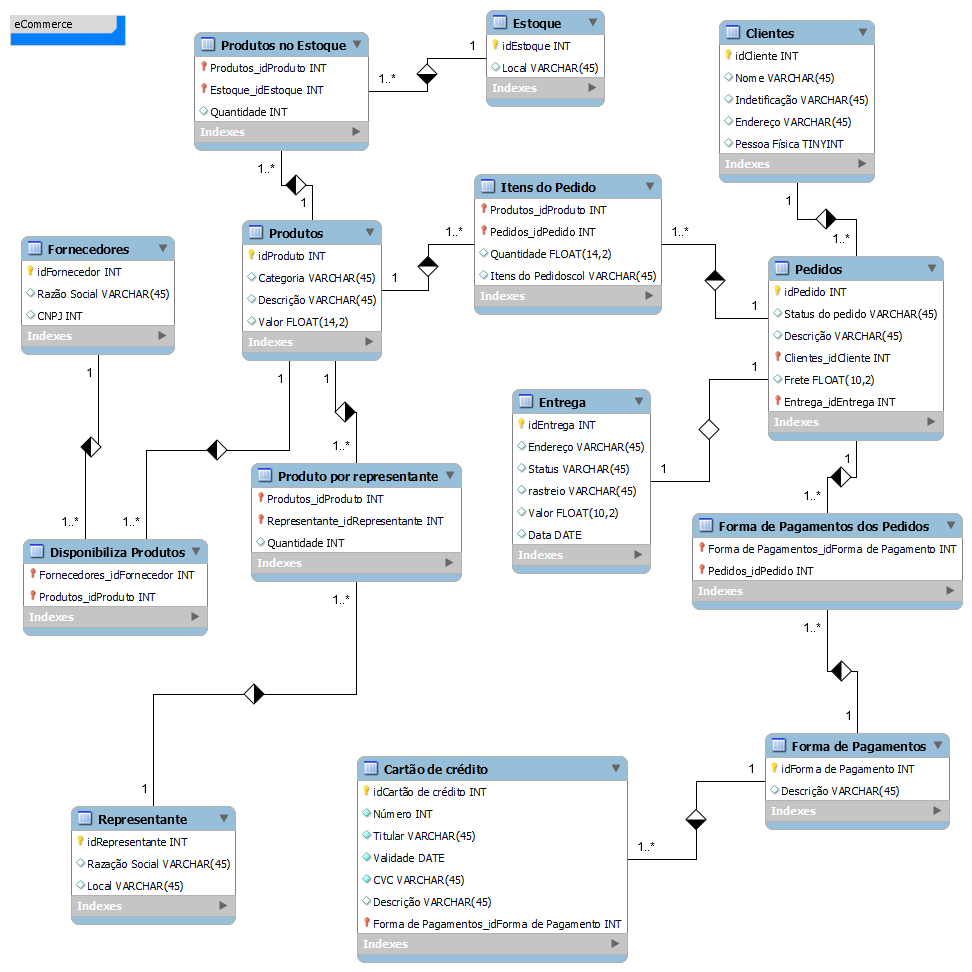 eCommerce
Produtos no Estoque
Produtos_idProduto INT
Estoque_idEstoque INT
Quantidade INT
Indexes
1..*
1
Estoque
idEstoque INT
Local VARCHAR(45)
Indexes
Clientes
idCliente INT
Nome VARCHAR(45)
Indetificação VARCHAR(45)
Endereço VARCHAR(45)
Pessoa Física TINYINT
Indexes
1
1..*
1..*
1
Itens do Pedido
Produtos_idProduto INT
Pedidos_idPedido INT
Quantidade FLOAT(14,2)
Itens do Pedidoscol VARCHAR(45)
Indexes
1..*
1
1..*
1
Produtos
idProduto INT
Categoria VARCHAR(45)
Descrição VARCHAR(45)
Valor FLOAT(14,2)
Indexes
Fornecedores
idFornecedor INT
Razão Social VARCHAR(45)
CNPJ INT
Indexes
Pedidos
idPedido INT
Status do pedido VARCHAR(45)
Descrição VARCHAR(45)
Clientes_idCliente INT
Frete FLOAT(10,2)
Entrega_idEntrega INT
Indexes
1
1
1
1..*
1..*
1..*
Entrega
idEntrega INT
Endereço VARCHAR(45)
Status VARCHAR(45)
rastreio VARCHAR(45)
Valor FLOAT(10,2)
Data DATE
Indexes
1
1
1
1..*
Produto por representante
Produtos_idProduto INT
Representante_idRepresentante INT
Quantidade INT
Indexes
Disponibiliza Produtos
Fornecedores_idFornecedor INT
Produtos_idProduto INT
Indexes
Forma de Pagamentos dos Pedidos
Forma de Pagamentos_idForma de Pagamento INT
Pedidos_idPedido INT
Indexes
1..*
1
1..*
1
Forma de Pagamentos
idForma de Pagamento INT
Descrição VARCHAR(45)
Indexes
1
1..*
Cartão de crédito
idCartão de crédito INT
Número INT
Titular VARCHAR(45)
Validade DATE
CVC VARCHAR(45)
Descrição VARCHAR(45)
Forma de Pagamentos_idForma de Pagamento INT
Indexes
Representante
idRepresentante INT
Razação Social VARCHAR(45)
Local VARCHAR(45)
Indexes